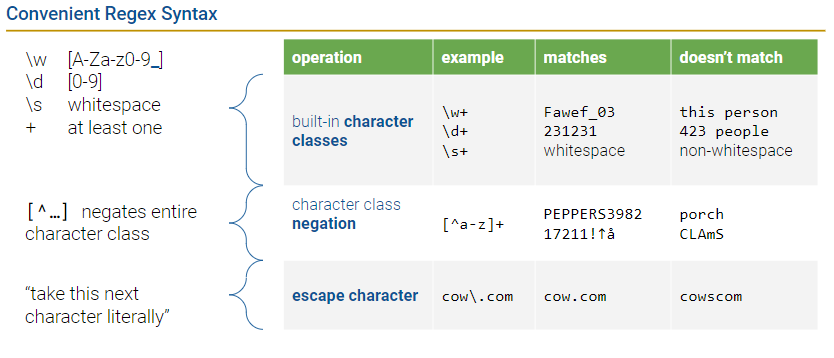 Convenient Regex Syntax
\w [A-Za-z0-9_]
\d [0-9]
\s whitespace
+ at least one
[^…] negates entire
character class
“take this next
character literally”
operation example matches doesn’t match
built-in character
classes
\w+ Fawef_03 this person
\d+ 231231 423 people
\s+ whitespace non-whitespace
character class
negation
[^a-z]+
PEPPERS3982 porch
17211!↑å CLAmS
escape character cow\.com cow.com cowscom